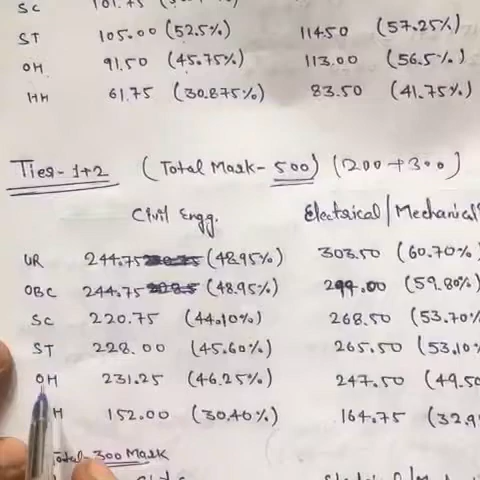 SC 101.75
ST 105.00 (52.5%) 114.50 (57.25%)
OH 91.50 (45.75%) 113.00 (56.5%)
HH 61.75 (30.875%) 83.50 (41.75%)
Tier-1+2 (Total Mark-500) (200+300)
Civil Engg. Electrical/Mechanical
UR 244.75 (48.95%) 303.50 (60.70%)
OBC 244.75 (48.95%) 299.00 (59.80%)
SC 220.75 (44.10%) 268.50 (53.70%
ST 228.00 (45.60%) 265.50 (53.10%
OH 231.25 (46.25%) 247.50 (49.50
H 152.00 (30.40%) 164.75 (32.9
Total-300 Mark